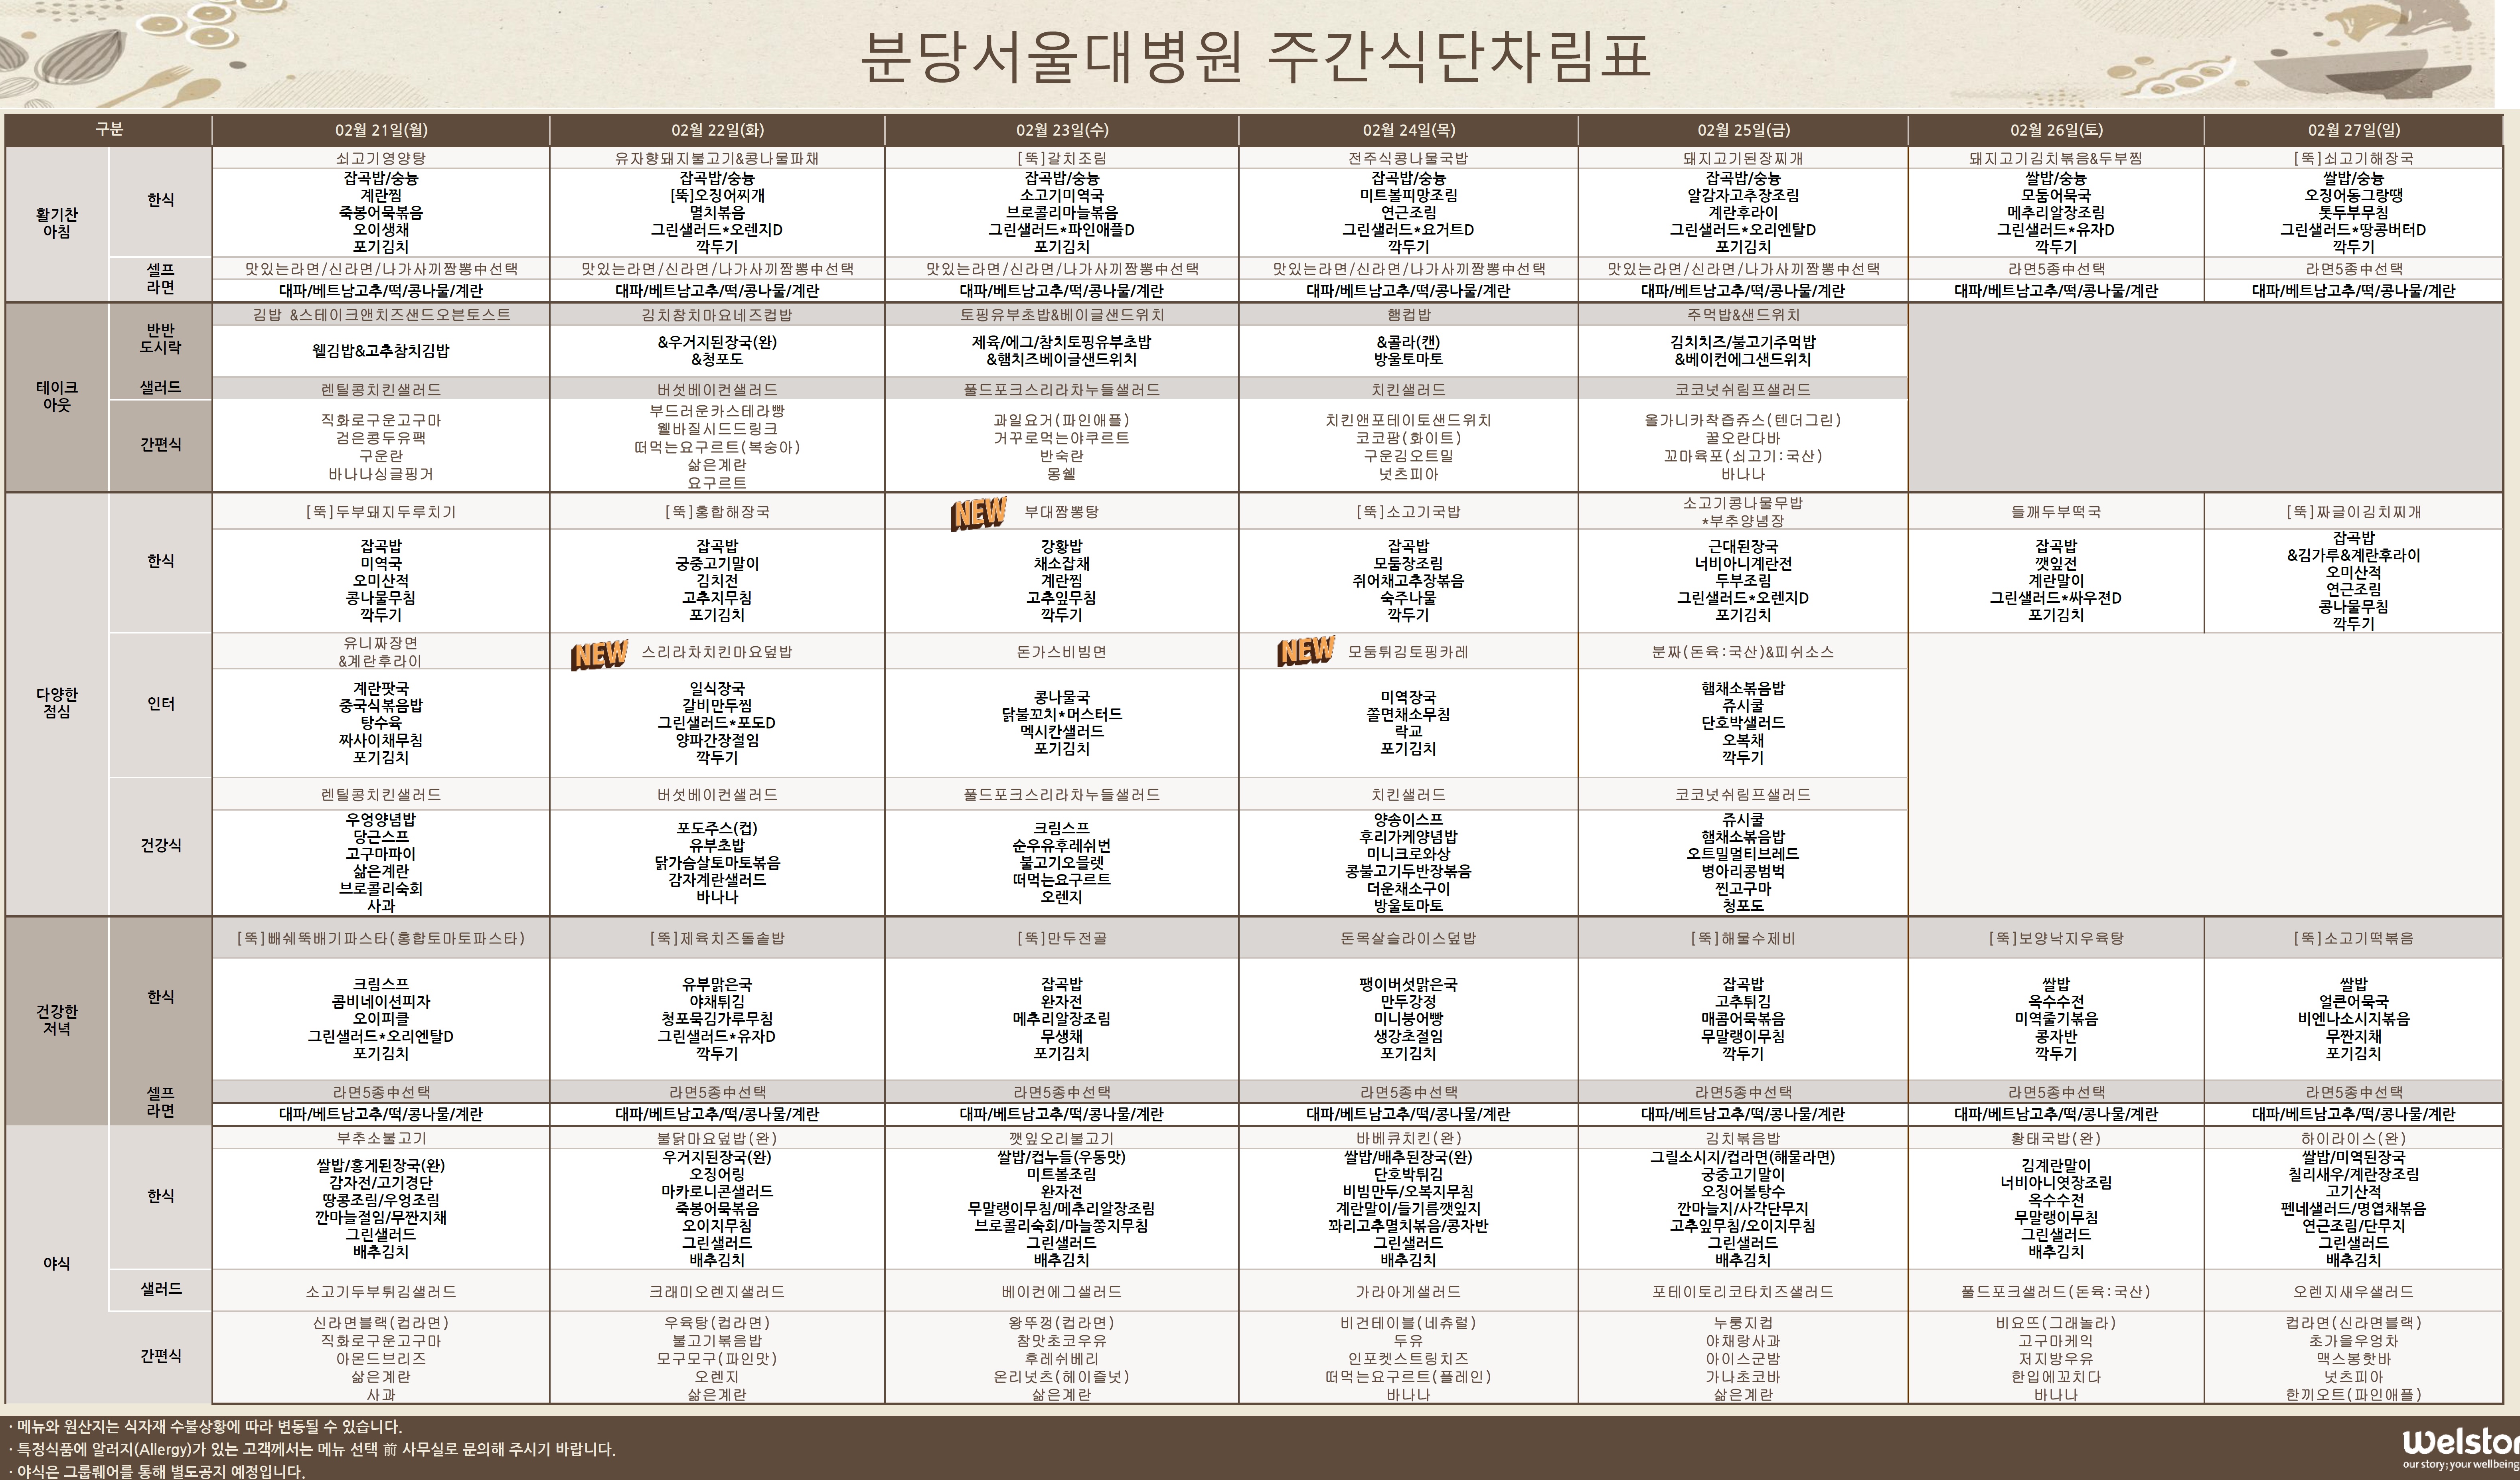 분당서울대병원 주간식단차림표
구분
02월 21일(월)
02월 22일(화)
02월 23일(수)
02월 24일(목)
02월 25일(금)
02월 26일(토)
02월 27일(일)
활기찬
아침
한식
쇠고기영양탕
잡곡밥/숭늉
계란찜
죽봉어묵볶음
오이생채
포기김치
유자향돼지불고기&콩나물파채
잡곡밥/숭늉
[뚝]오징어찌개
멸치볶음
그린샐러드*오렌지D
깍두기
[뚝]갈치조림
잡곡밥/숭늉
소고기미역국
브로콜리마늘볶음
그린샐러드*파인애플D
포기김치
전주식콩나물국밥
잡곡밥/숭늉
미트볼피망조림
연근조림
그린샐러드*요거트D
깍두기
돼지고기된장찌개
잡곡밥/숭늉
알감자고추장조림
계란후라이
그린샐러드*오리엔탈D
포기김치
돼지고기김치볶음&두부찜
쌀밥/숭늉
모둠어묵국
메추리알장조림
그린샐러드*유자D
깍두기
[뚝]쇠고기해장국
쌀밥/숭늉
오징어동그랑땡
톳두부무침
그린샐러드*땅콩버터D
깍두기
셀프
라면
맛있는라면/신라면/나가사끼짬뽕中선택
대파/베트남고추/떡/콩나물/계란
맛있는라면/신라면/나가사끼짬뽕中선택
대파/베트남고추/떡/콩나물/계란
맛있는라면/신라면/나가사끼짬뽕中선택
대파/베트남고추/떡/콩나물/계란
맛있는라면/신라면/나가사끼짬뽕中선택
대파/베트남고추/떡/콩나물/계란
맛있는라면/신라면/나가사끼짬뽕中선택
대파/베트남고추/떡/콩나물/계란
라면5종中선택
대파/베트남고추/떡/콩나물/계란
라면5종中선택
대파/베트남고추/떡/콩나물/계란
테이크
아웃
반반
도시락
김밥 &스테이크앤치즈샌드오븐토스트
웰김밥&고추참치김밥
김치참치마요네즈컵밥
&우거지된장국(완)
&청포도
토핑유부초밥&베이글샌드위치
제육/에그/참치토핑유부초밥
&햄치즈베이글샌드위치
햄컵밥
&콜라(캔)
방울토마토
주먹밥&샌드위치
김치치즈/불고기주먹밥
&베이컨에그샌드위치
샐러드
렌틸콩치킨샐러드
버섯베이컨샐러드
풀드포크스리라차누들샐러드
치킨샐러드
코코넛쉬림프샐러드
간편식
직화로구운고구마
검은콩두유팩
구운란
바나나싱글핑거
부드러운카스테라빵
웰바질시드드링크
떠먹는요구르트(복숭아)
삶은계란
요구르트
과일요거(파인애플)
거꾸로먹는야쿠르트
반숙란
몽쉘
치킨앤포테이토샌드위치
코코팜(화이트)
구운김오트밀
넛츠피아
올가니카착즙쥬스(텐더그린)
꿀오란다바
꼬마육포(쇠고기:국산)
바나나
다양한
점심
한식
[뚝]두부돼지두루치기
잡곡밥
미역국
오미산적
콩나물무침
깍두기
[뚝]홍합해장국
잡곡밥
궁중고기말이
김치전
고추지무침
포기김치
NEW
부대짬뽕탕
강황밥
채소잡채
계란찜
고추잎무침
깍두기
[뚝]소고기국밥
잡곡밥
모둠장조림
쥐어채고추장볶음
숙주나물
깍두기
소고기콩나물무밥
*부추양념장
근대된장국
너비아니계란전
두부조림
그린샐러드*오렌지D
포기김치
들깨두부떡국
잡곡밥
깻잎전
계란말이
그린샐러드*싸우젼D
포기김치
[뚝]짜글이김치찌개
잡곡밥
&김가루&계란후라이
오미산적
연근조림
콩나물무침
깍두기
인터
유니짜장면
&계란후라이
계란팟국
중국식볶음밥
탕수육
짜사이채무침
포기김치
NEW
스리라차치킨마요덮밥
일식장국
갈비만두찜
그린샐러드*포도D
양파간장절임
깍두기
돈가스비빔면
콩나물국
닭불꼬치*머스터드
멕시칸샐러드
포기김치
NEW
모둠튀김토핑카레
미역장국
쫄면채소무침
락교
포기김치
분짜(돈육:국산)&피쉬소스
햄채소볶음밥
쥬시쿨
단호박샐러드
오복채
깍두기
건강식
렌틸콩치킨샐러드
우엉양념밥
당근스프
고구마파이
삶은계란
브로콜리숙회
사과
버섯베이컨샐러드
포도주스(컵)
유부초밥
닭가슴살토마토볶음
감자계란샐러드
바나나
풀드포크스리라차누들샐러드
크림스프
순우유후레쉬번
불고기오믈렛
떠먹는요구르트
오렌지
치킨샐러드
양송이스프
후리가케양념밥
미니크로와상
콩불고기두반장볶음
더운채소구이
방울토마토
코코넛쉬림프샐러드
쥬시쿨
햄채소볶음밥
오트밀멀티브레드
병아리콩범벅
찐고구마
청포도
건강한
저녁
한식
[뚝]빼쉐뚝배기파스타(홍합토마토파스타)
크림스프
콤비네이션피자
오이피클
그린샐러드*오리엔탈D
포기김치
[뚝]제육치즈돌솥밥
유부맑은국
야채튀김
청포묵김가루무침
그린샐러드*유자D
깍두기
[뚝]만두전골
잡곡밥
완자전
메추리알장조림
무생채
포기김치
돈목살슬라이스덮밥
팽이버섯맑은국
만두강정
미니붕어빵
생강초절임
포기김치
[뚝]해물수제비
잡곡밥
고추튀김
매콤어묵볶음
무말랭이무침
깍두기
[뚝]보양낙지우육탕
쌀밥
옥수수전
미역줄기볶음
콩자반
깍두기
[뚝]소고기떡볶음
쌀밥
얼큰어묵국
비엔나소시지볶음
무짠지채
포기김치
셀프
라면
라면5종中선택
대파/베트남고추/떡/콩나물/계란
라면5종中선택
대파/베트남고추/떡/콩나물/계란
라면5종中선택
대파/베트남고추/떡/콩나물/계란
라면5종中선택
대파/베트남고추/떡/콩나물/계란
라면5종中선택
대파/베트남고추/떡/콩나물/계란
라면5종中선택
대파/베트남고추/떡/콩나물/계란
라면5종中선택
대파/베트남고추/떡/콩나물/계란
야식
한식
부추소불고기
쌀밥/홍게된장국(완)
감자전/고기경단
땅콩조림/우엉조림
깐마늘절임/무짠지채
그린샐러드
배추김치
불닭마요덮밥(완)
우거지된장국(완)
오징어링
마카로니콘샐러드
죽봉어묵볶음
오이지무침
그린샐러드
배추김치
깻잎오리불고기
쌀밥/컵누들(우동맛)
미트볼조림
완자전
무말랭이무침/메추리알장조림
브로콜리숙회/마늘쫑지무침
그린샐러드
배추김치
바베큐치킨(완)
쌀밥/배추된장국(완)
단호박튀김
비빔만두/오복지무침
계란말이/들기름깻잎지
꽈리고추멸치볶음/콩자반
그린샐러드
배추김치
김치볶음밥
그릴소시지/컵라면(해물라면)
궁중고기말이
오징어볼탕수
깐마늘지/사각단무지
고추잎무침/오이지무침
그린샐러드
배추김치
황태국밥(완)
김계란말이
너비아니엿장조림
옥수수전
무말랭이무침
그린샐러드
배추김치
하이라이스(완)
쌀밥/미역된장국
칠리새우/계란장조림
고기산적
펜네샐러드/명엽채볶음
연근조림/단무지
그린샐러드
배추김치
샐러드
소고기두부튀김샐러드
크래미오렌지샐러드
베이컨에그샐러드
가라아게샐러드
포테이토리코타치즈샐러드
풀드포크샐러드(돈육:국산)
오렌지새우샐러드
간편식
신라면블랙(컵라면)
직화로구운고구마
아몬드브리즈
삶은계란
사과
우육탕(컵라면)
불고기볶음밥
모구모구(파인맛)
오렌지
삶은계란
왕뚜껑(컵라면)
참맛초코우유
후레쉬베리
온리넛츠(헤이즐넛)
삶은계란
비건테이블(네츄럴)
두유
인포켓스트링치즈
떠먹는요구르트(플레인)
바나나
누룽지컵
야채랑사과
아이스군밤
가나초코바
삶은계란
비요뜨(그래놀라)
고구마케익
저지방우유
한입에꼬치다
바나나
컵라면(신라면블랙)
초가을우엉차
맥스봉핫바
넛츠피아
한끼오트(파인애플)
· 메뉴와 원산지는 식자재 수불상황에 따라 변동될 수 있습니다.
· 특정식품에 알러지(Allergy)가 있는 고객께서는 메뉴 선택 前 사무실로 문의해 주시기 바랍니다.
· 야식은 그룹웨어를 통해 별도공지 예정입니다.
welstor
our story; your wellbeing